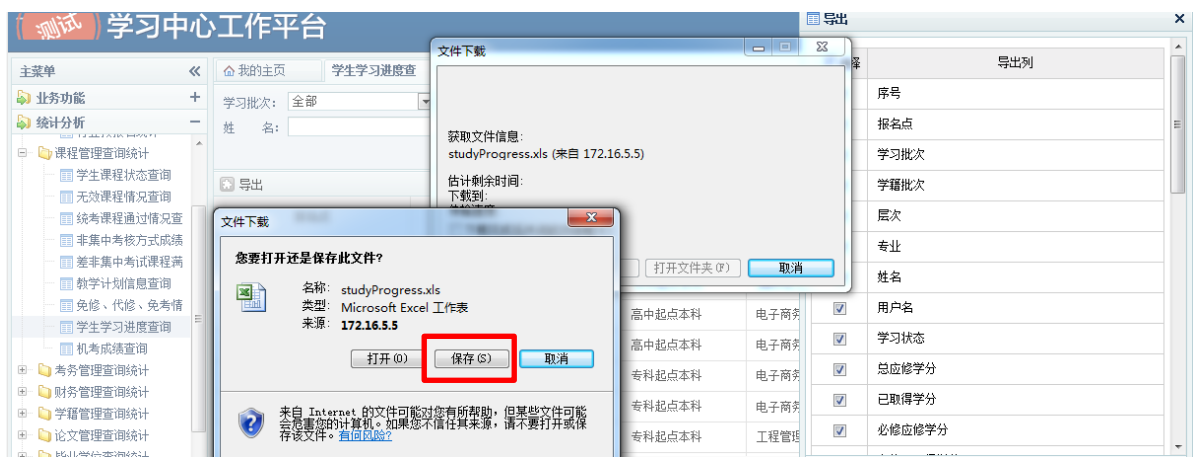 测试 学习中心工作平台
主菜单
业务功能
统计分析
课程管理查询统计
学生课程状态查询
无效课程情况查询
统考课程通过情况查
非集中考核方式成绩
差非集中考试课程满
教学计划信息查询
免修、代修、免考情
学生学习进度查询
机考成绩查询
考务管理查询统计
财务管理查询统计
学籍管理查询统计
论文管理查询统计
我的主页 学生学习进度查
学习批次: 全部
姓 名:
导出
文件下载
获取文件信息:
studyProgress.xls (来自 172.16.5.5)
估计剩余时间:
下载到:
打开文件夹(F) 取消
文件下载
您要打开还是保存此文件?
名称: studyProgress.xls
类型: Microsoft Excel 工作表
来源: 172.16.5.5
打开(O) 保存(S) 取消
来自 Internet 的文件可能对您有所帮助，但某些文件可能
会危害您的计算机。如果您不信任其来源，请不要打开或保
存该文件。有何风险?
高中起点本科 电子商务
高中起点本科 电子商务
专科起点本科 电子商务
专科起点本科 电子商务
专科起点本科 工程管理
导出
择 导出列
序号
报名点
学习批次
学籍批次
层次
专业
姓名
用户名
学习状态
总应修学分
已取得学分
必修应修学分